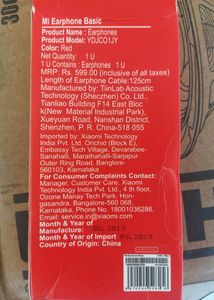 Mi Earphone Basic
Product Name : Earphones
Product Model : YDJC01JY
Color: Red
Net Quantity : 1 U
1 U Contains : Earphones 1 U
MRP: Rs. 599.00 (inclusive of all taxes)
Length of Earphone Cable:125cm
Manufactured by : TiinLab Acoustic
Technology (Shenzhen) Co. Ltd.,
Tianliao Building F14 East Bloc
k(New Material Industrial Park),
Xueyuan Road, Nanshan District,
Shenzhen, P. R. China-518 055
Imported by : Xiaomi Technology
India Pvt. Ltd. Orchid (Block E),
Embassy Tech Village, Devarabee-
Sanahalli, Marathahalli-Sarjapur
Outer Ring Road, Bangalore-
560103, Karnataka
For Consumer Complaints Contact:
Manager, Customer Care, Xiaomi
Technology India Pvt. Ltd., 4 th floor,
Ozone Manay Tech Park, Hon-
gasandra, Bangalore-560 068,
Karnataka, Phone No. 18001036286,
Email: service.in@xiaomi.com
Month & Year of
Manufacture: 09.2019
Month & Year of Import : 09.2019
Country of Origin: China